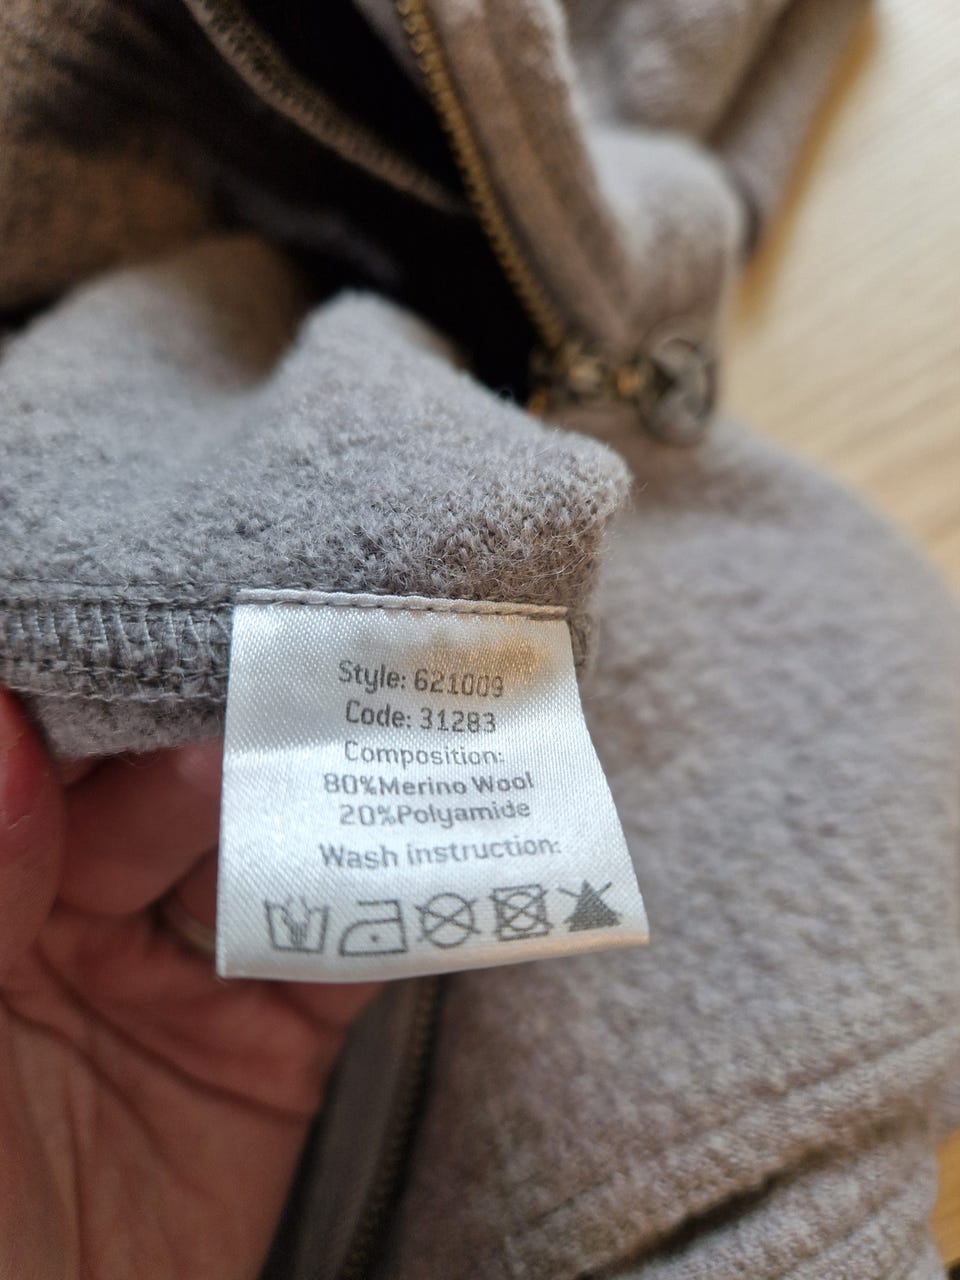 Style: 621009
Code: 31283
Composition:
80%Merino Wool
20%Polyamide
Wash instruction: